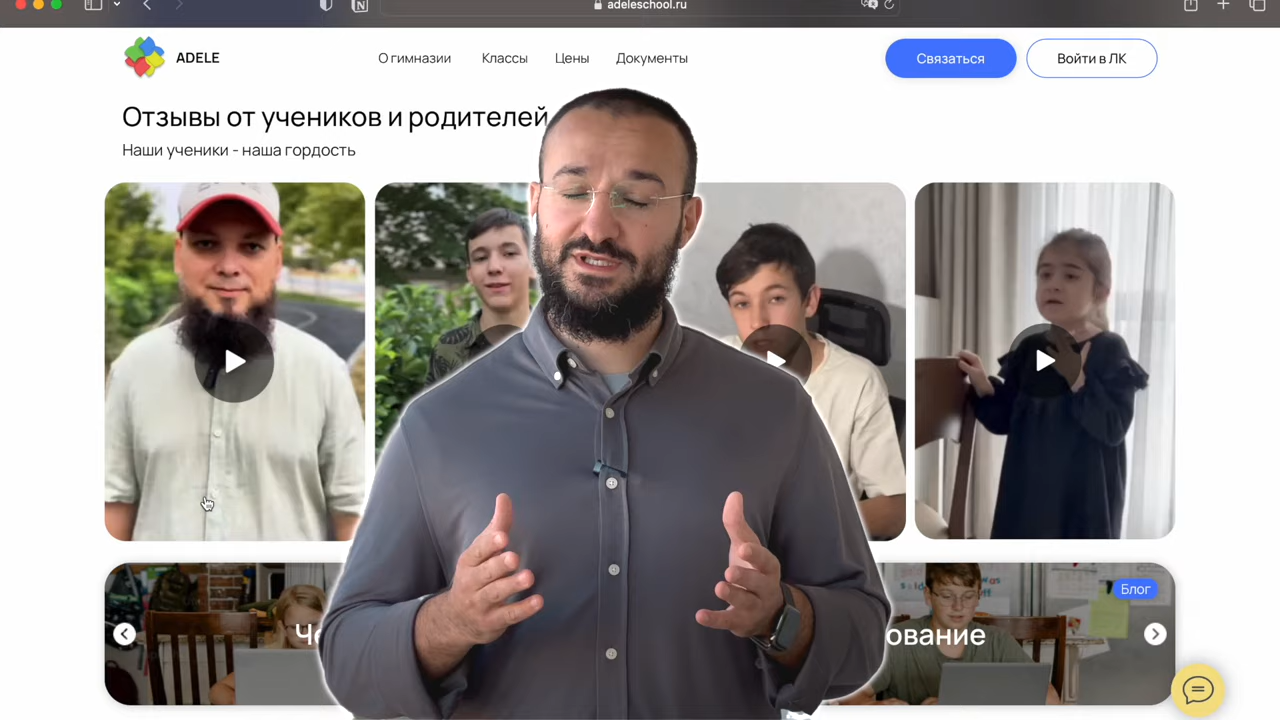 adeleschool.ru
ADELE
О гимназии
Классы
Цены
Документы
Связаться
Войти в ЛК
Отзывы от учеников и родителей
Наши ученики - наша гордость
Блог